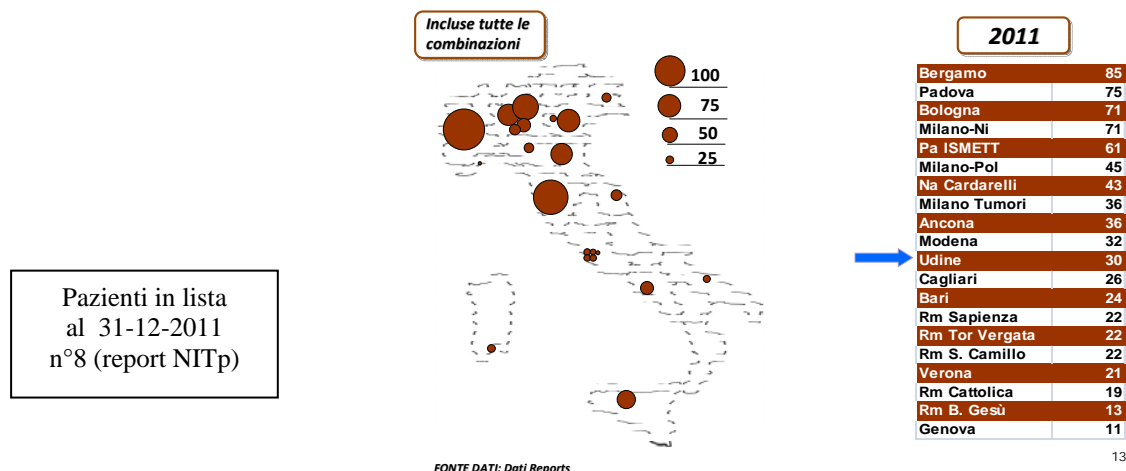 Incluse tutte le
combinazioni
100
75
50
25
Pazienti in lista
al 31-12-2011
n°8 (report NITp)
2011
Bergamo 85
Padova 75
Bologna 71
Milano-Ni 71
Pa ISMETT 61
Milano-Pol 45
Na Cardarelli 43
Milano Tumori 36
Ancona 36
Modena 32
Udine 30
Cagliari 26
Bari 24
Rm Sapienza 22
Rm Tor Vergata 22
Rm S. Camillo 22
Verona 21
Rm Cattolica 19
Rm B. Gesù 13
Genova 11
FONTE DATI: Dati Reports
13